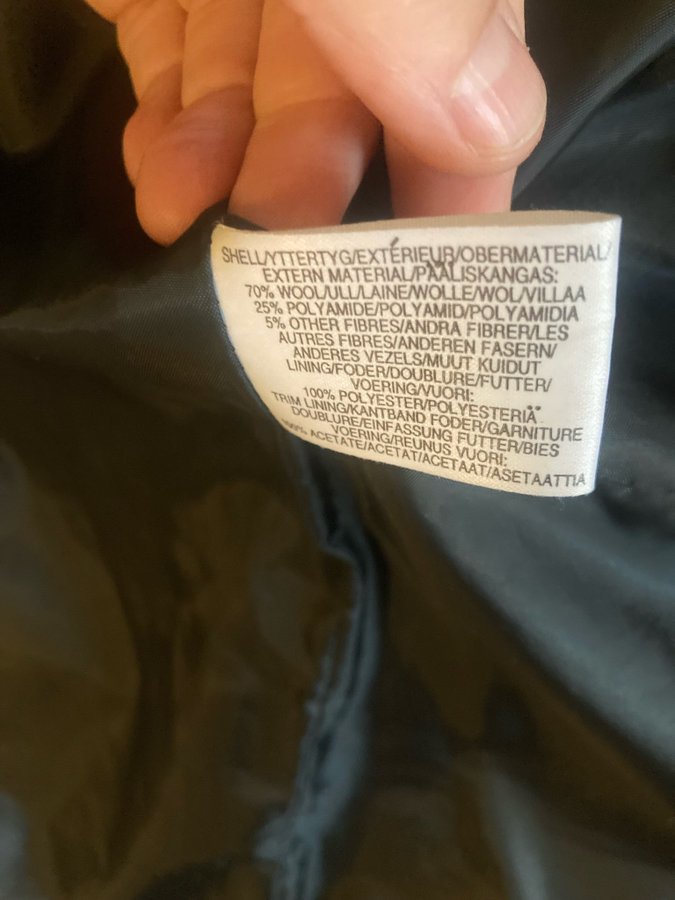 SHELL/YTTERTYG/EXTÉRIEUR/OBERMATERIAL/
EXTERN MATERIAL/PÄÄLISKANGAS:
70% WOOL/ULL/LAINE/WOLLE/WOL/VILLAA
25% POLYAMIDE/POLYAMID/POLYAMIDIA
5% OTHER FIBRES/ANDRA FIBRER/LES
AUTRES FIBRES/ANDEREN FASERN/
ANDERES VEZELS/MUUT KUIDUT
LINING/FODER/DOUBLURE/FUTTER/
VOERING/VUORI:
100% POLYESTER/POLYESTERIÄ
TRIM LINING/KANTBAND FODER/GARNITURE
DOUBLURE/EINFASSUNG FUTTER/BIES
VOERING/REUNUS VUORI:
100% ACETATE/ACETAT/ACETAAT/ASETAATTIA